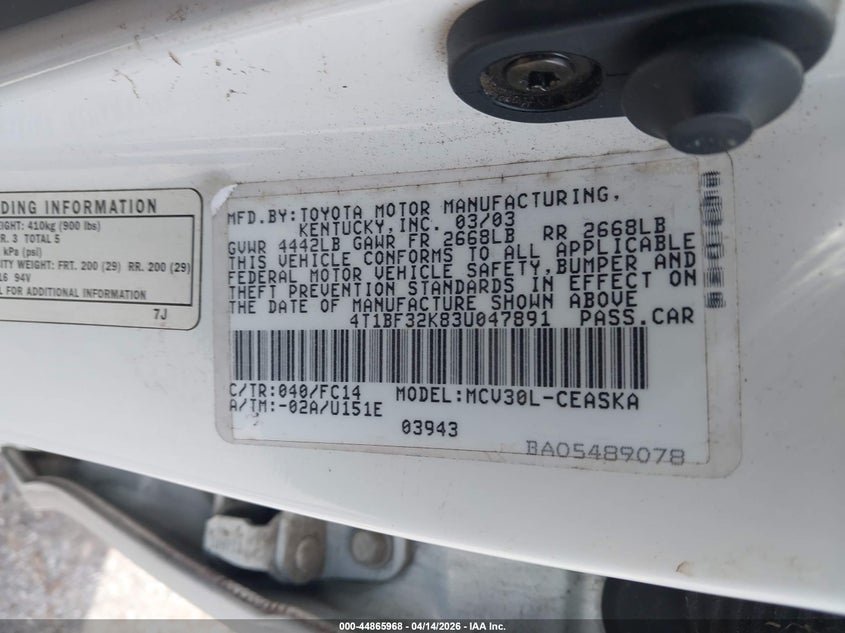 DING INFORMATION
EIGHT: 410kg (900 lbs)
R. 3 TOTAL 5
kPa (psi)
ITY WEIGHT: FRT. 200 (29) RR. 200 (29)
16 94V
L FOR ADDITIONAL INFORMATION
7J
MFD.BY:TOYOTA MOTOR MANUFACTURING,
KENTUCKY,INC. 03/03
GVWR 4442LB GAWR FR 2668LB RR 2668LB
THIS VEHICLE CONFORMS TO ALL APPLICABLE
FEDERAL MOTOR VEHICLE SAFETY,BUMPER AND
THEFT PREVENTION STANDARDS IN EFFECT ON
THE DATE OF MANUFACTURE SHOWN ABOVE
4T1BF32K83U047891 PASS.CAR
C/TR:040/FC14 MODEL:MCV30L-CEASKA
A/TM:-02A/U151E
03943
BA05489078
000-44865968 | 04/14/2026 | IAA Inc.